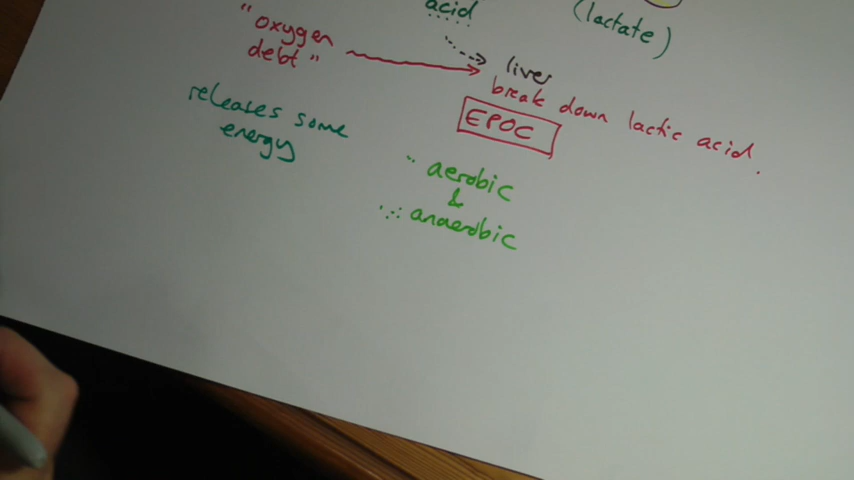 acid
(lactate)
"oxygen
debt"
liver
break down lactic acid.
EPOC
releases some
energy
aerobic
&
anaerobic